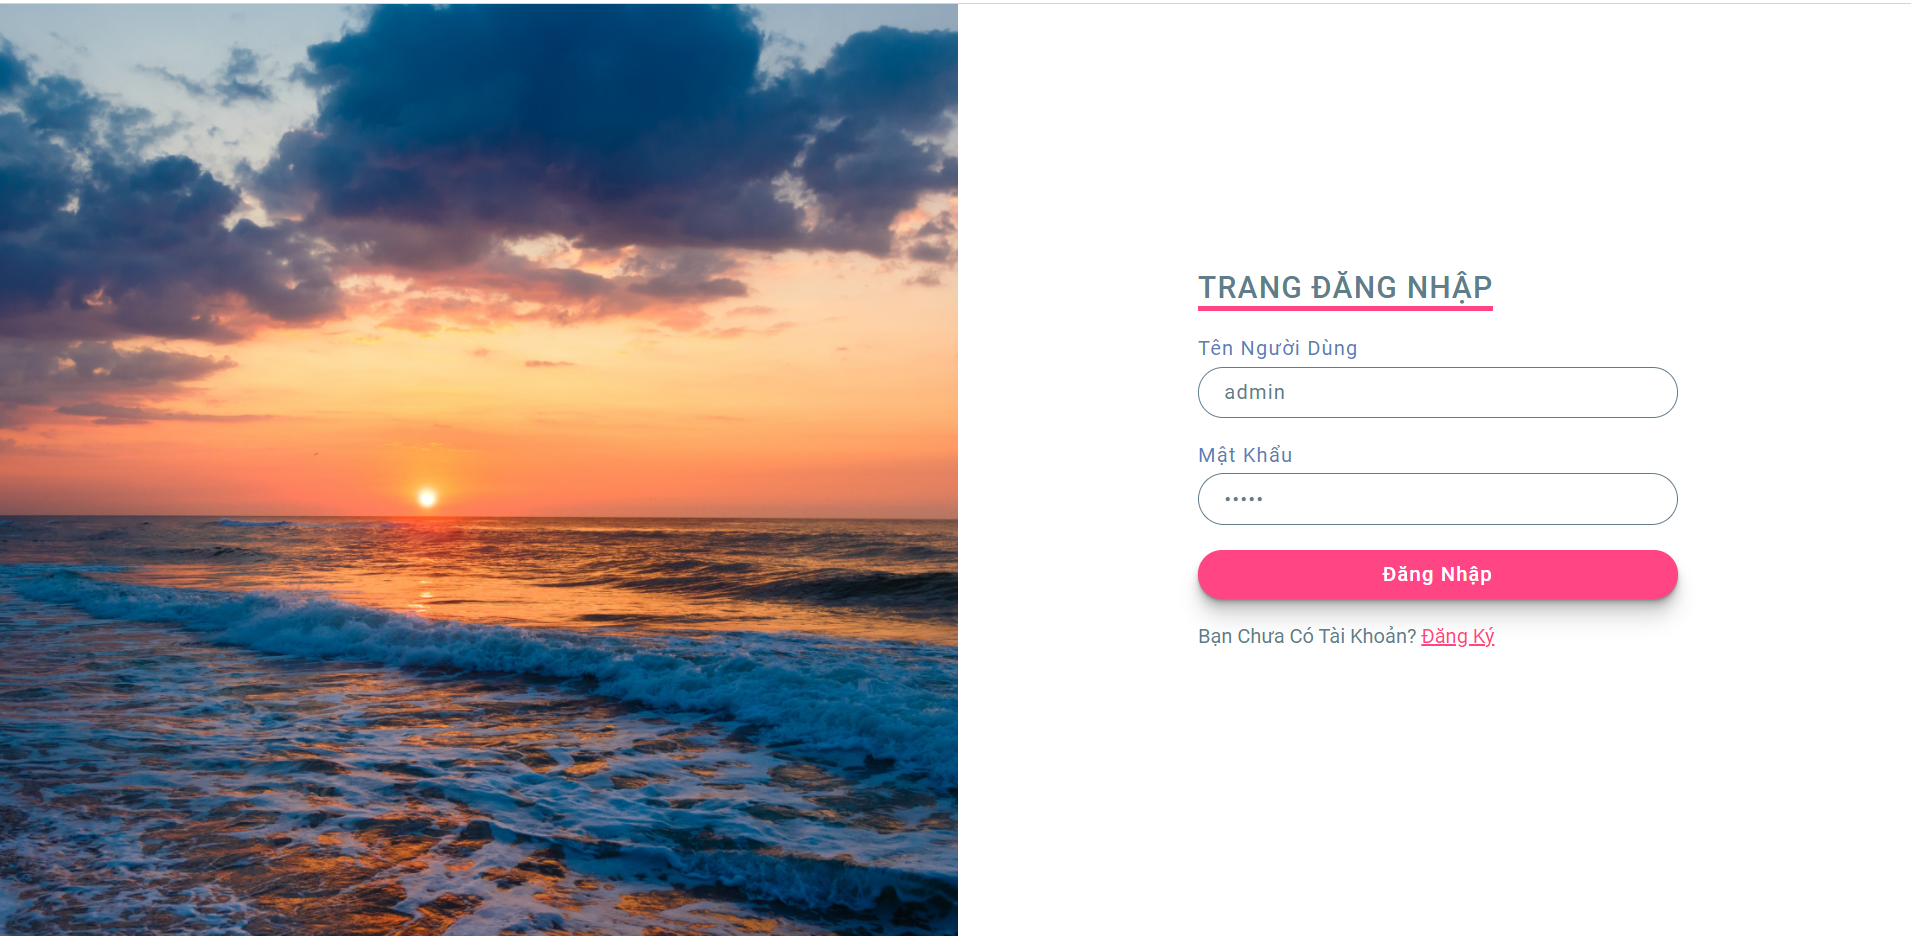 TRANG ĐĂNG NHẬP
Tên Người Dùng
admin
Mật Khẩu
•••••
Đăng Nhập
Bạn Chưa Có Tài Khoản? Đăng Ký